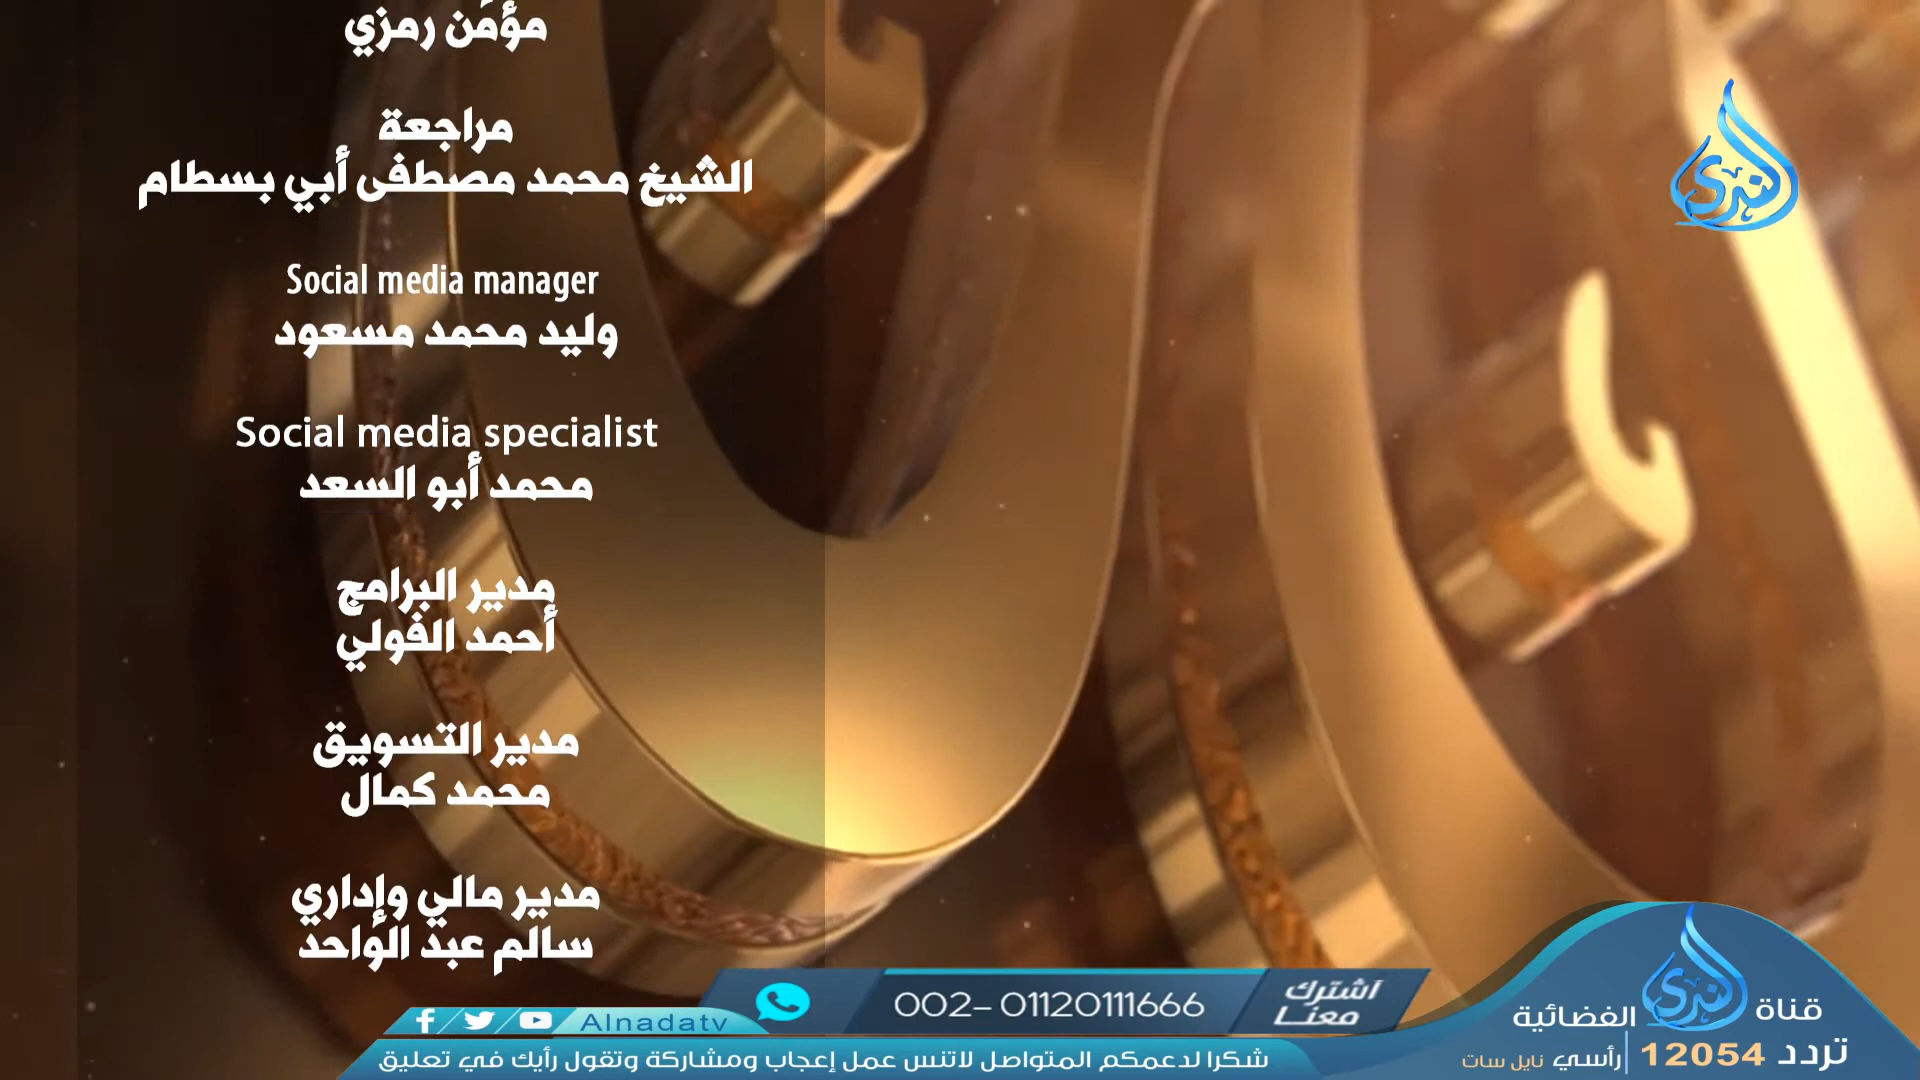 مؤمن رمزي
مراجعة
الشيخ محمد مصطفى أبي بسطام
Social media manager
وليد محمد مسعود
Social media specialist
محمد أبو السعد
مدير البرامج
أحمد الفولي
مدير التسويق
محمد كمال
مدير مالي وإداري
سالم عبد الواحد
الندى
اشترك معنا
002-01120111666
Alnadatv
شكرا لدعمكم المتواصل لاتنس عمل إعجاب ومشاركة وتقول رأيك في تعليق
قناة الندى الفضائية
تردد 12054 رأسي نايل سات